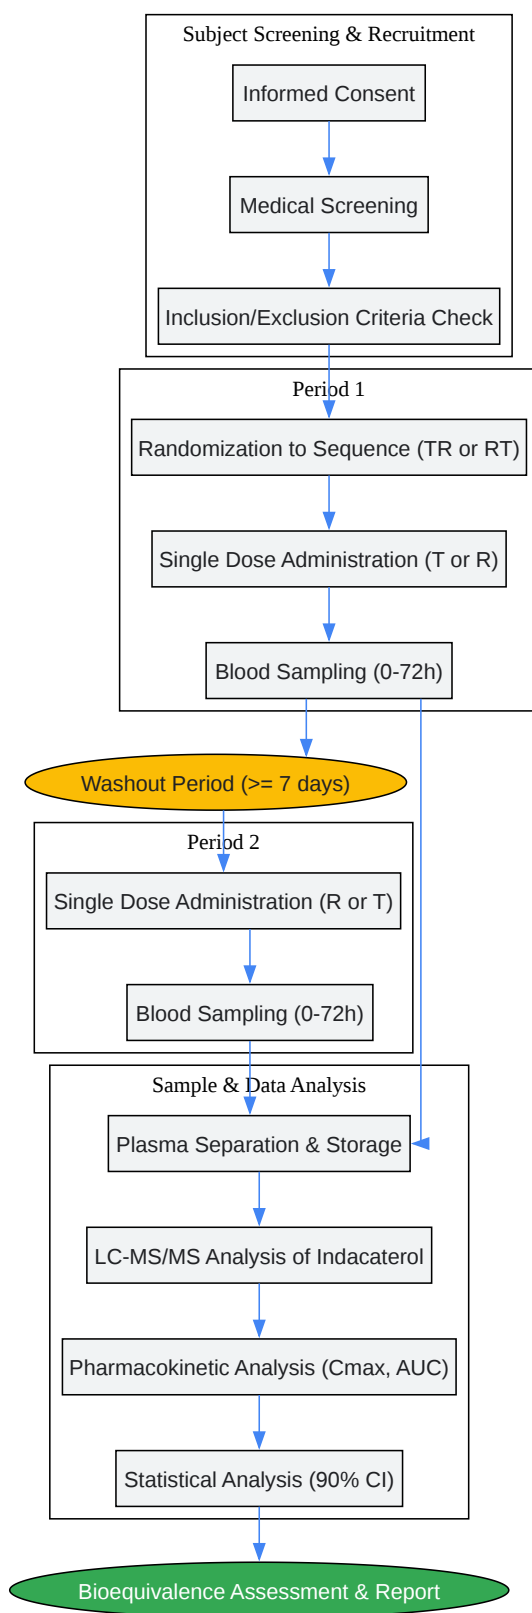 Subject Screening & Recruitment
Informed Consent
Medical Screening
Inclusion/Exclusion Criteria Check
Period 1
Randomization to Sequence (TR or RT)
Single Dose Administration (T or R)
Blood Sampling (0-72h)
Washout Period (>= 7 days)
Period 2
Single Dose Administration (R or T)
Blood Sampling (0-72h)
Sample & Data Analysis
Plasma Separation & Storage
LC-MS/MS Analysis of Indacaterol
Pharmacokinetic Analysis (Cmax, AUC)
Statistical Analysis (90% CI)
Bioequivalence Assessment & Report